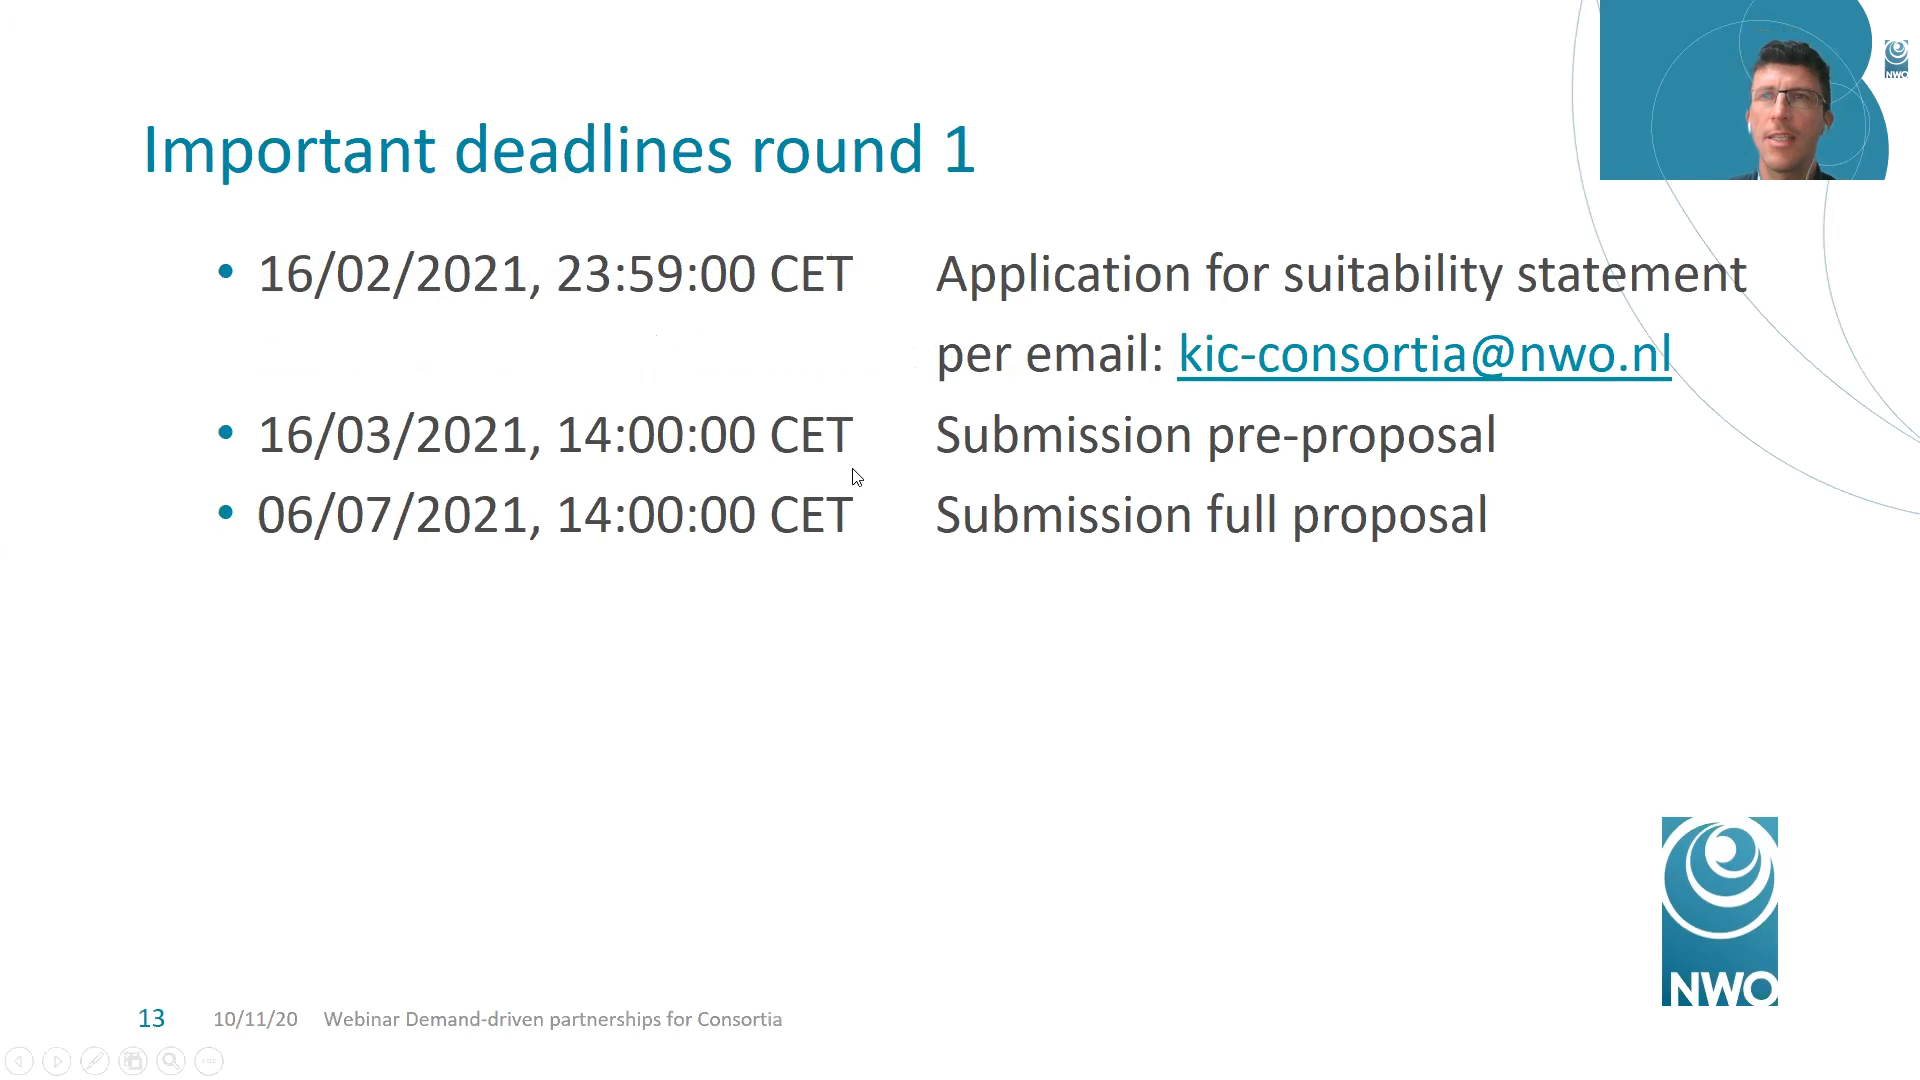 NWO
Important deadlines round 1
• 16/02/2021, 23:59:00 CET Application for suitability statement
per email: kic-consortia@nwo.nl
• 16/03/2021, 14:00:00 CET Submission pre-proposal
• 06/07/2021, 14:00:00 CET Submission full proposal
NWO
13 10/11/20 Webinar Demand-driven partnerships for Consortia